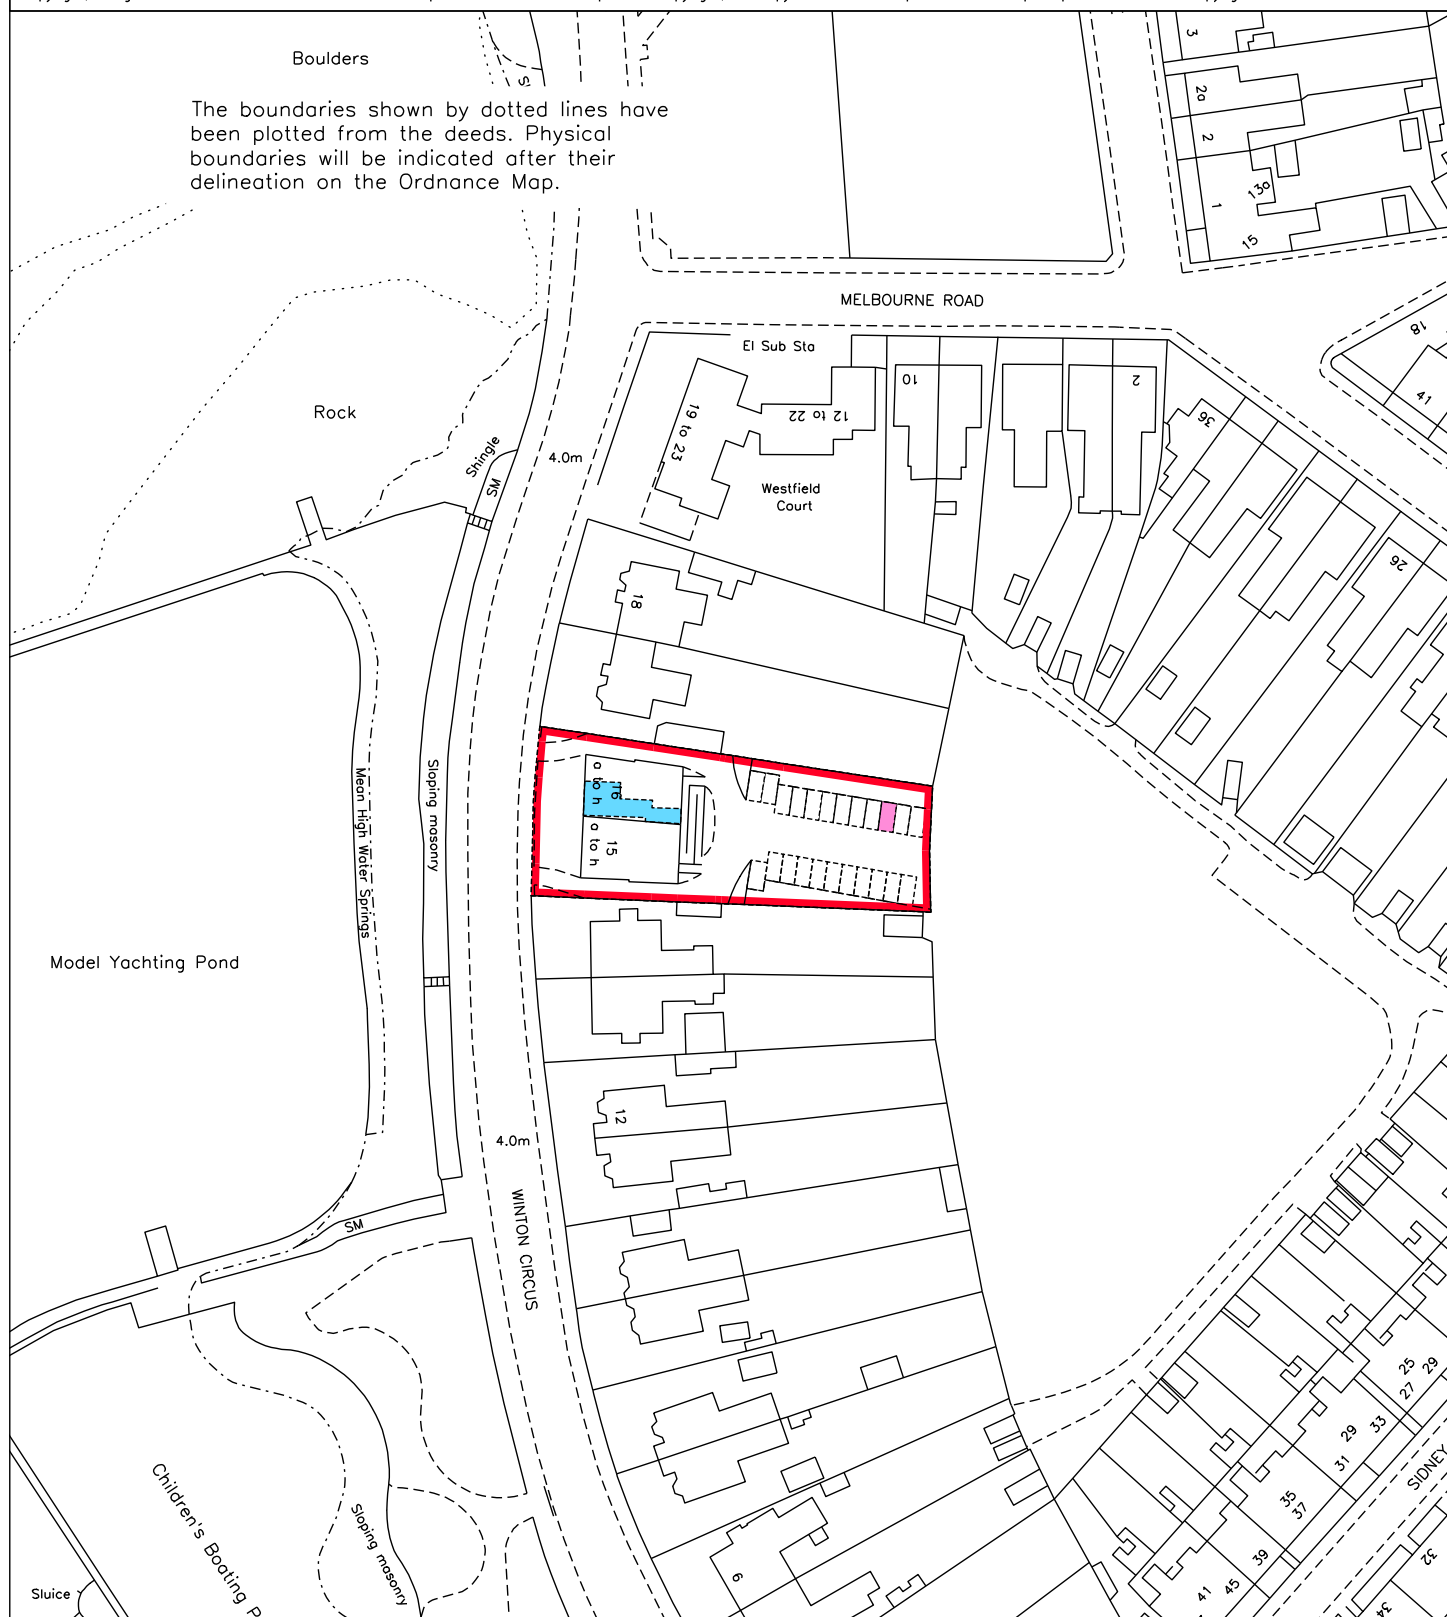 Boulders
The boundaries shown by dotted lines have
been plotted from the deeds. Physical
boundaries will be indicated after their
delineation on the Ordnance Map.
3
2a
2
1
13a
15
MELBOURNE ROAD
El Sub Sta
18
41
10
2
36
26
Rock
19 to 23
12 to 22
Shingle
SM
4.0m
Westfield
Court
18
Mean High Water Springs
Sloping masonry
16
a to h
15
a to h
Model Yachting Pond
12
4.0m
WINTON CIRCUS
SM
25
29
27
33
29
31
35
37
39
45
41
SIDNEY
32
34
Children's Boating P
Sloping masonry
Sluice
6